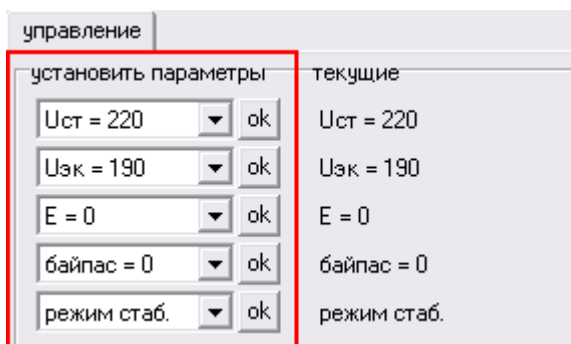 управление
установить параметры текущие
Uст = 220 ok Uст = 220
Uэк = 190 ok Uэк = 190
E = 0 ok E = 0
байпас = 0 ok байпас = 0
режим стаб. ok режим стаб.